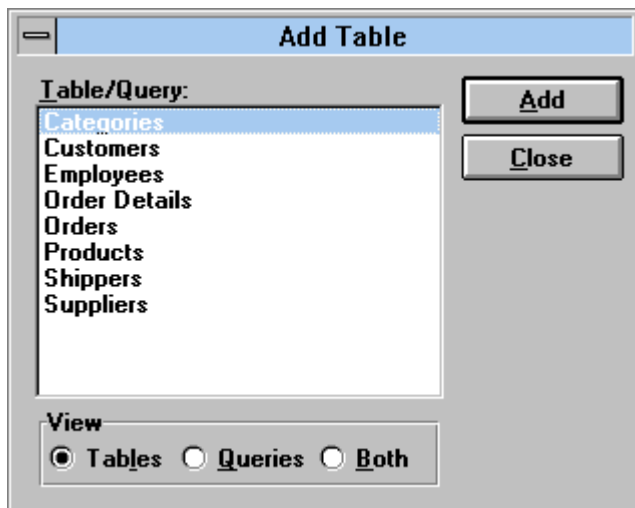 Add Table
Table/Query:
Add
Categories
Customers
Close
Employees
Order Details
Orders
Products
Shippers
Suppliers
View
Tables Queries Both